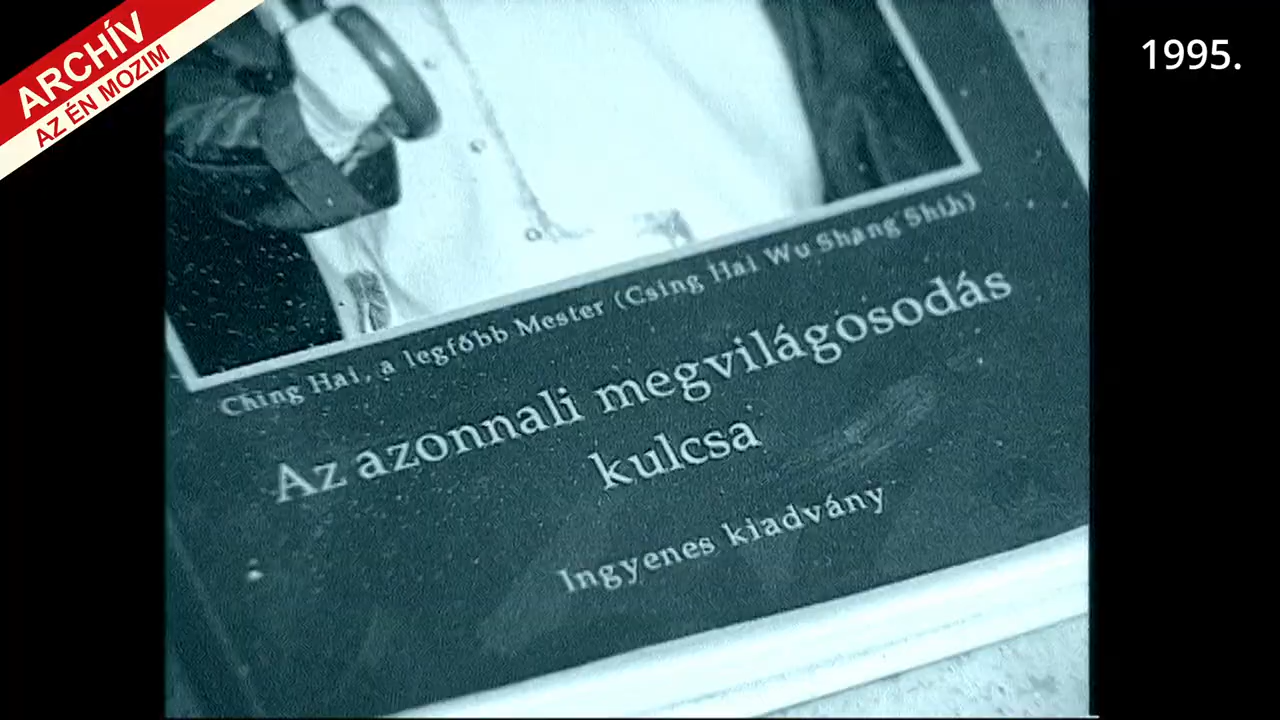 ARCHÍV
AZ ÉN MOZIM
1995.
Ching Hai, a legfőbb Mester (Csing Hai Wu Shang Shih)
Az azonnali megvilágosodás
kulcsa
Ingyenes kiadvány